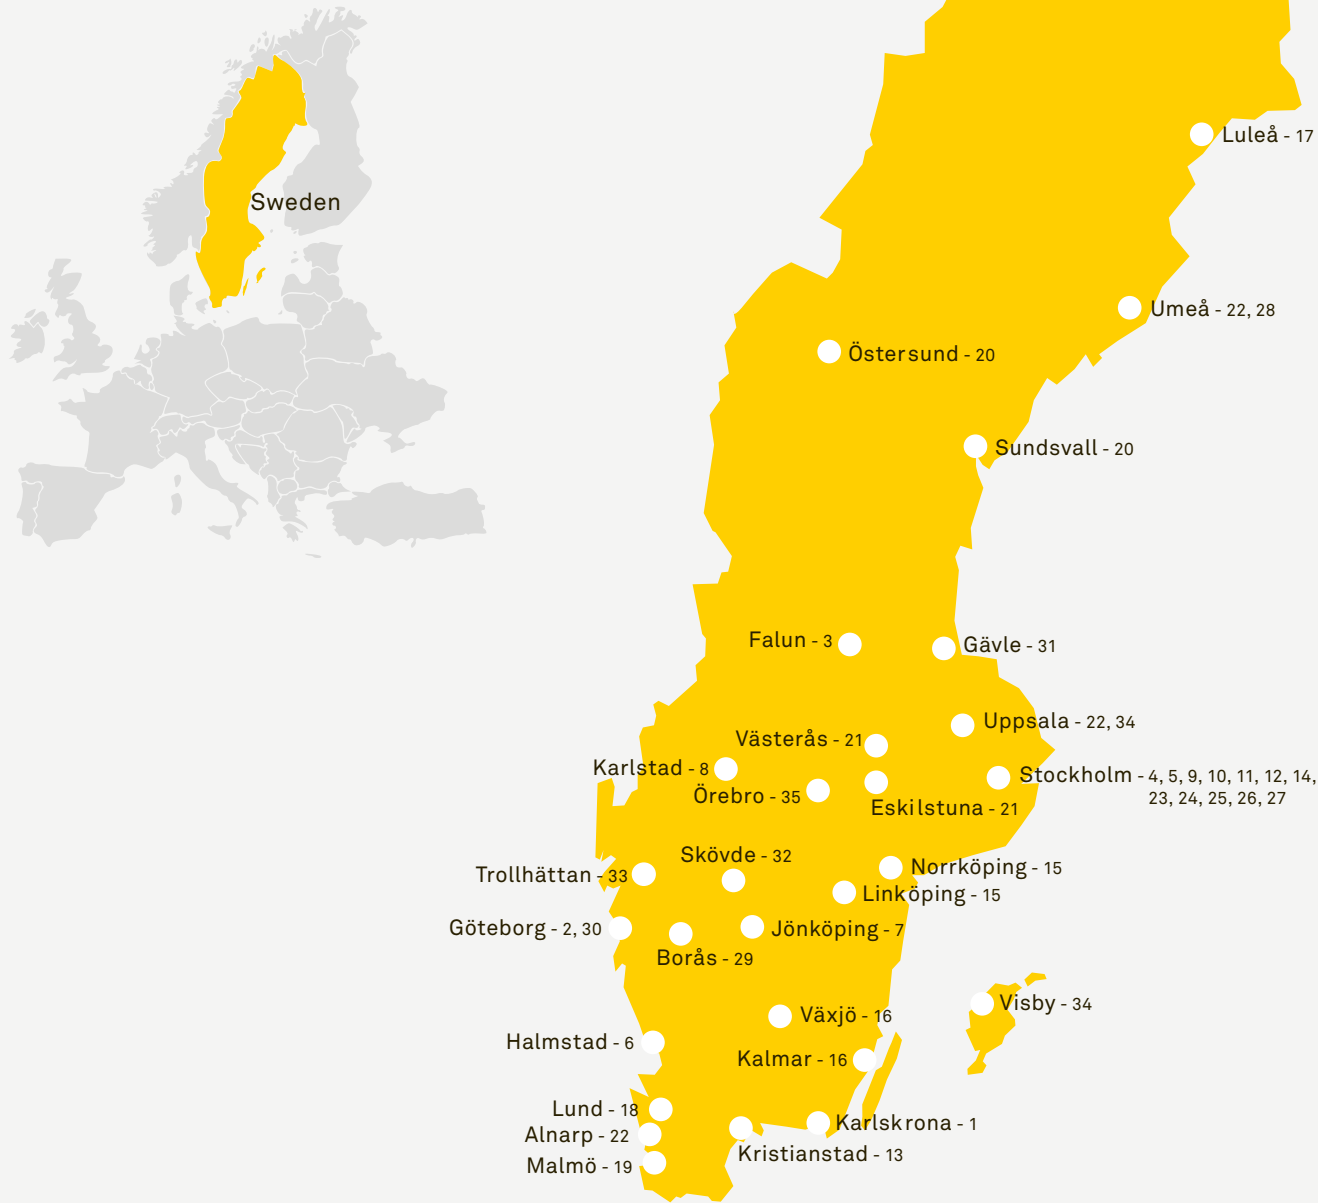 Sweden
Luleå - 17
Umeå - 22, 28
Östersund - 20
Sundsvall - 20
Falun - 3
Gävle - 31
Uppsala - 22, 34
Västerås - 21
Karlstad - 8
Stockholm - 4, 5, 9, 10, 11, 12, 14,
23, 24, 25, 26, 27
Örebro - 35
Eskilstuna - 21
Skövde - 32
Norrköping - 15
Trollhättan - 33
Linköping - 15
Göteborg - 2, 30
Jönköping - 7
Borås - 29
Visby - 34
Växjö - 16
Halmstad - 6
Kalmar - 16
Lund - 18
Karlskrona - 1
Alnarp - 22
Kristianstad - 13
Malmö - 19